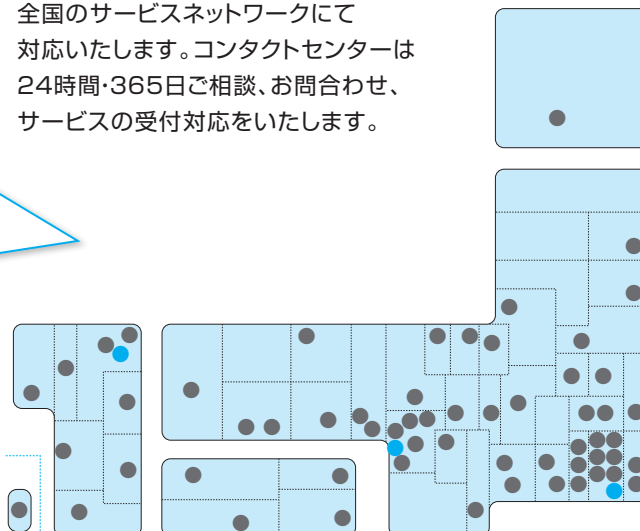 全国のサービスネットワークにて
対応いたします。コンタクトセンターは
24時間・365日ご相談、お問合わせ、
サービスの受付対応をいたします。